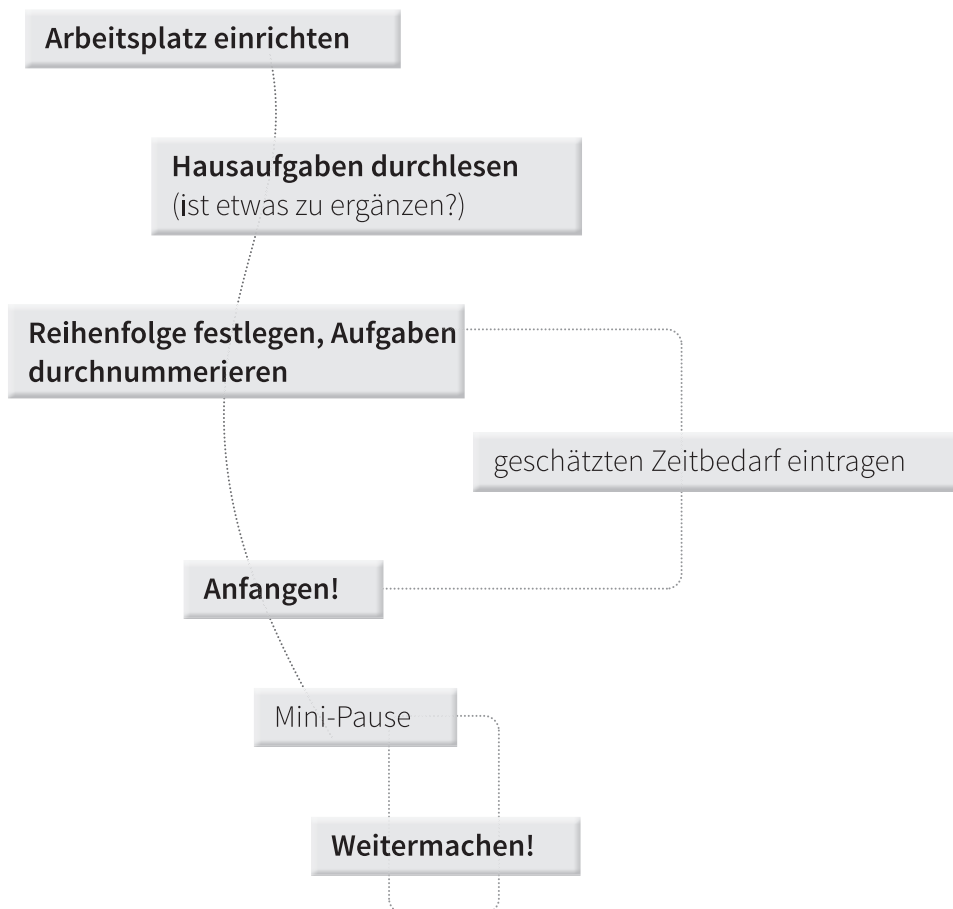 Arbeitsplatz einrichten
Hausaufgaben durchlesen
(ist etwas zu ergänzen?)
Reihenfolge festlegen, Aufgaben
durchnummerieren
geschätzten Zeitbedarf eintragen
Anfangen!
Mini-Pause
Weitermachen!